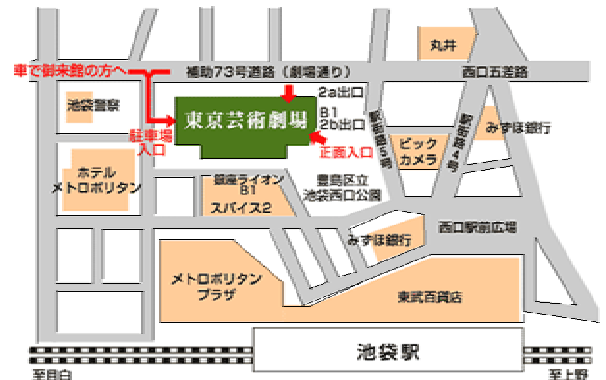 丸井
車で御来館の方へ
補助73号道路(劇場通り)
西口五差路
2a出口
池袋警察
東京芸術劇場
B1
2b出口
みずほ銀行
駐車場
入口
正面入口
ビック
カメラ
ホテル
メトロポリタン
銀座ライオン
B1
スパイス2
豊島区立
池袋西口公園
みずほ銀行
西口駅前広場
メトロポリタン
プラザ
東武百貨店
池袋駅
至目白
至上野